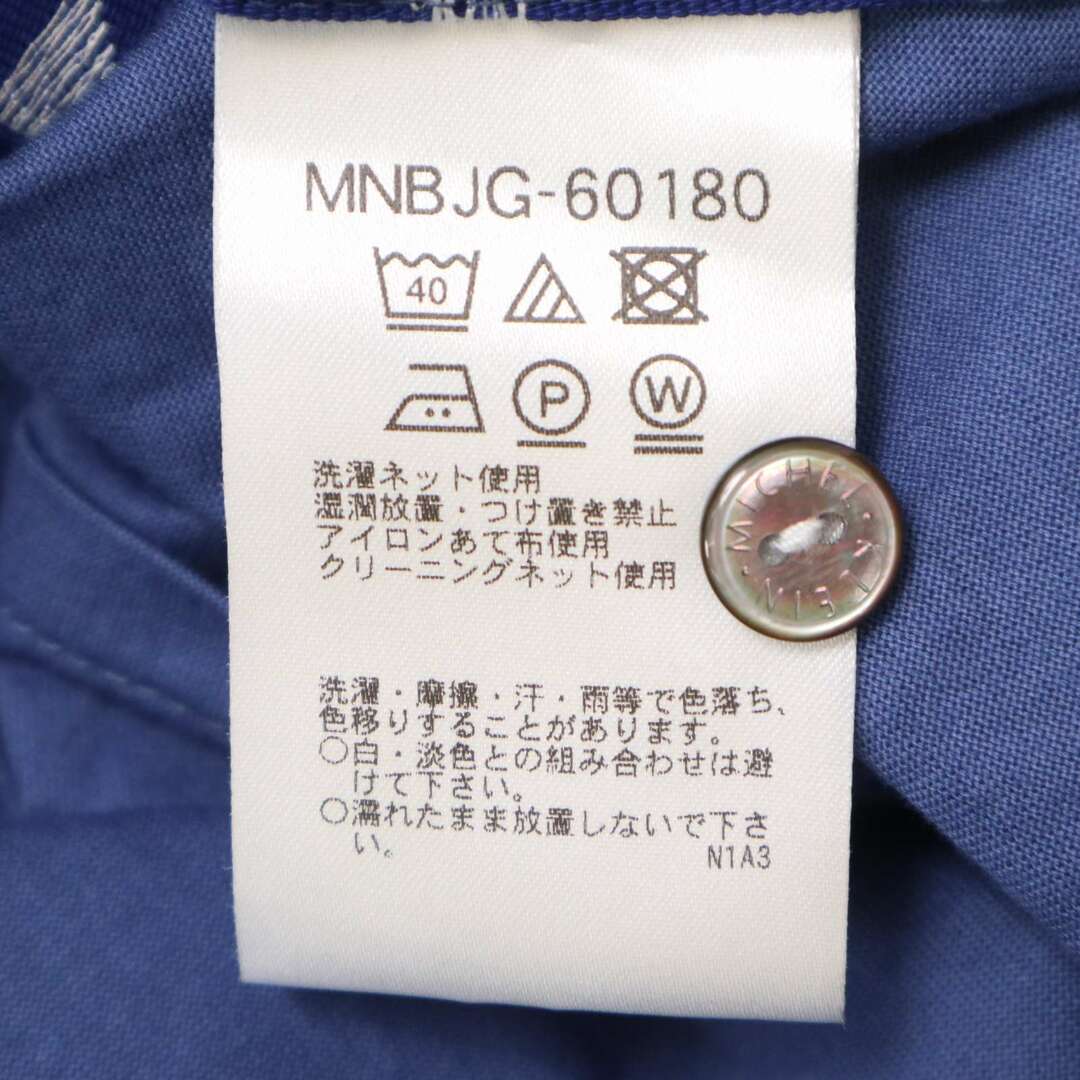 MNBJG-60180
40
P
W
洗濯ネット使用
湿潤放置・つけ置き禁止
アイロンあて布使用
クリーニングネット使用
MICHEL KLEIN
洗濯・摩擦・汗・雨等で色落ち、
色移りすることがあります。
○白・淡色との組み合わせは避
けて下さい。
○濡れたまま放置しないで下さ
い。
N1A3